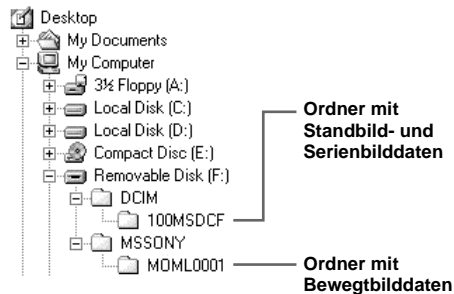 Desktop
My Documents
My Computer
3½ Floppy (A:)
Local Disk (C:)
Local Disk (D:)
Compact Disc (E:)
Removable Disk (F:)
DCIM
100MSDCF
MSSONY
MOML0001
Ordner mit
Standbild- und
Serienbilddaten
Ordner mit
Bewegtbilddaten